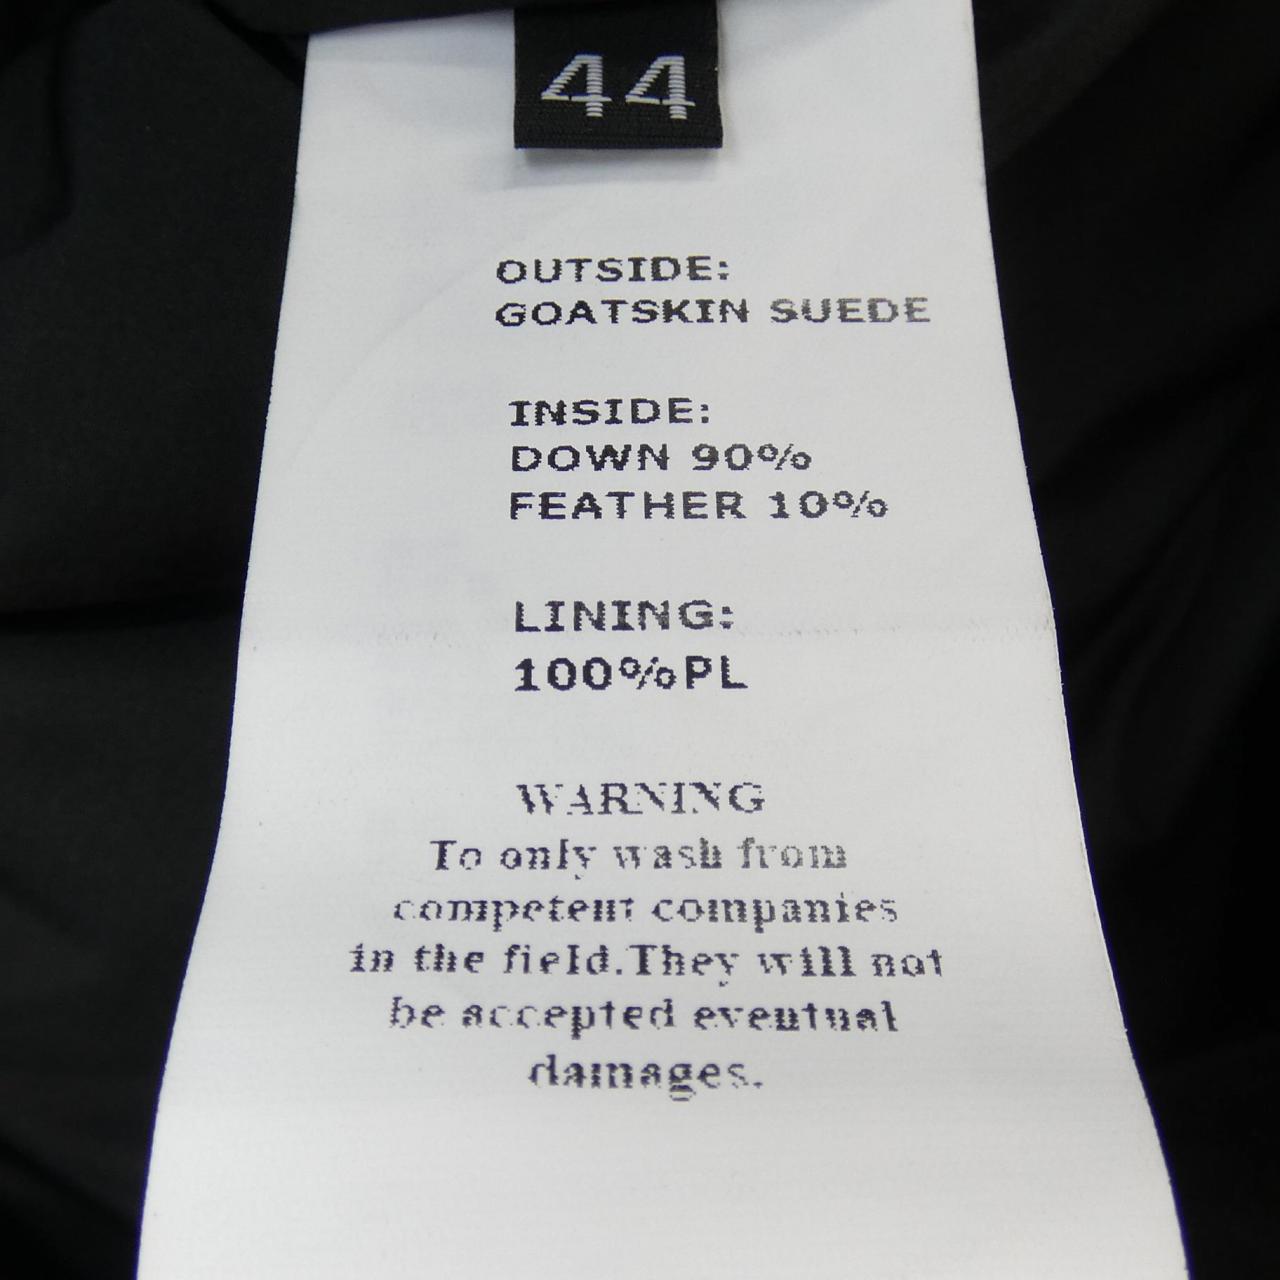 44
OUTSIDE:
GOATSKIN SUEDE
INSIDE:
DOWN 90%
FEATHER 10%
LINING:
100%PL
WARNING
To only wash from
competent companies
in the field.They will not
be accepted eventual
damages.